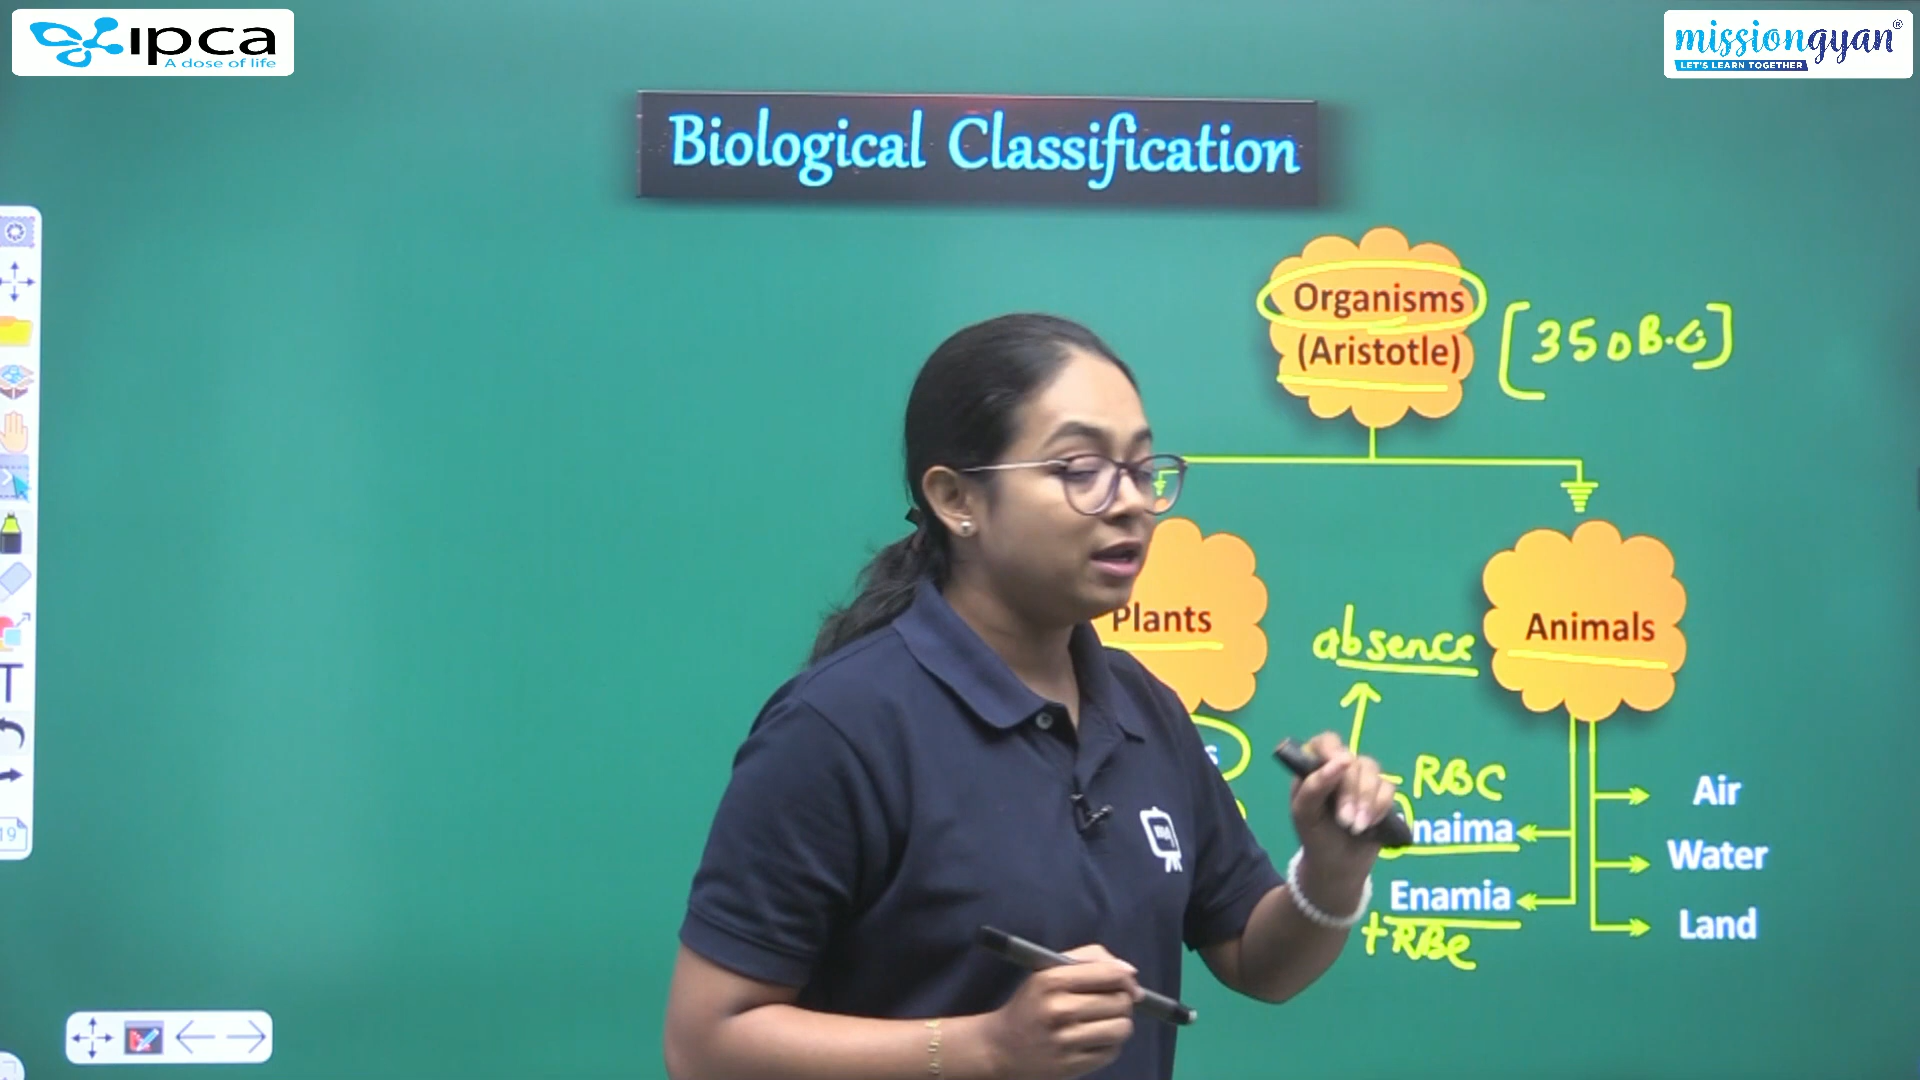 ipca
A dose of life
missiongyan®
LET'S LEARN TOGETHER
Biological Classification
Organisms
(Aristotle)
[350B.C]
Plants
absence
Animals
- RBC
naima
Enamia
+RBC
Air
Water
Land
T
19